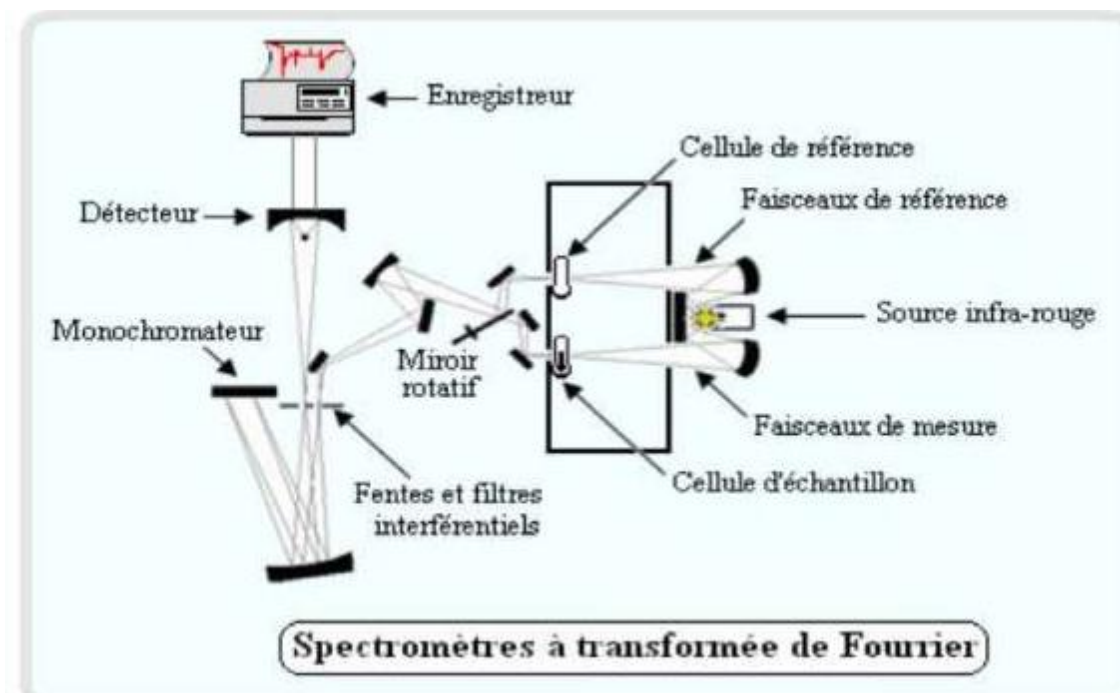 Enregistreur
Cellule de référence
Faisceaux de référence
Détecteur
Source infra-rouge
Monochromateur
Miroir
rotatif
Faisceaux de mesure
Cellule d'échantillon
Fentes et filtres
interférentiels
Spectromètres à transformée de Fourrier